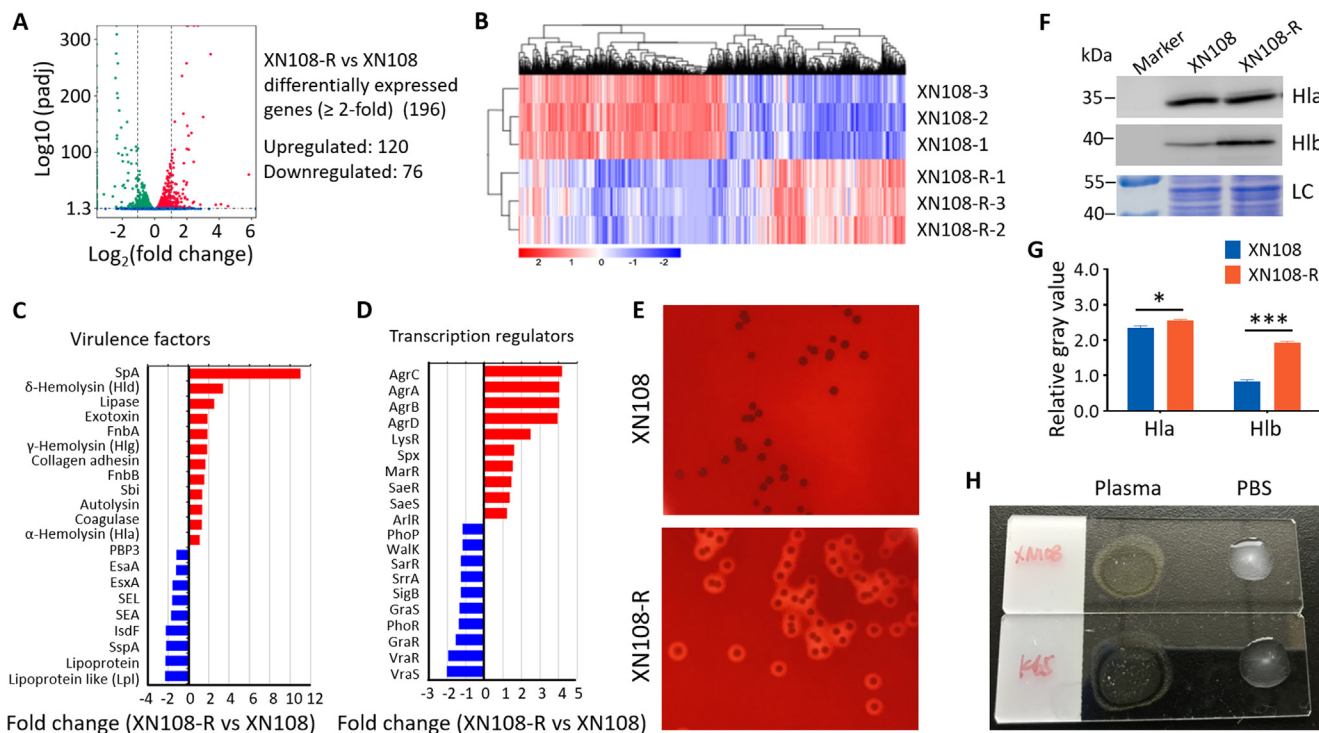 A
Log10 (padj)
300
200
100
1.3
-2
0
2
4
6
Log2(fold change)
XN108-R vs XN108
differentially expressed
genes (≥ 2-fold) (196)
Upregulated: 120
Downregulated: 76
B
XN108-3
XN108-2
XN108-1
XN108-R-1
XN108-R-3
XN108-R-2
2
1
0
-1
-2
C
Virulence factors
SpA
δ-Hemolysin (Hld)
Lipase
Exotoxin
FnbA
γ-Hemolysin (Hlg)
Collagen adhesin
FnbB
Sbi
Autolysin
Coagulase
α-Hemolysin (Hla)
PBP3
EsaA
EsxA
SEL
SEA
IsdF
SspA
Lipoprotein
Lipoprotein like (Lpl)
-4
-2
0
2
4
6
8
10
12
Fold change (XN108-R vs XN108)
D
Transcription regulators
AgrC
AgrA
AgrB
AgrD
LysR
Spx
MarR
SaeR
SaeS
ArlR
PhoP
WalK
SarR
SrrA
SigB
GraS
PhoR
GraR
VraR
VraS
-3
-2
-1
0
1
2
3
4
5
Fold change (XN108-R vs XN108)
E
XN108
XN108-R
F
kDa
Marker
XN108
XN108-R
35
Hla
40
Hlb
55
LC
40
G
XN108
XN108-R
Relative gray value
4.0
3.0
2.0
1.0
0.0
*
***
Hla
Hlb
H
Plasma
PBS
XN108